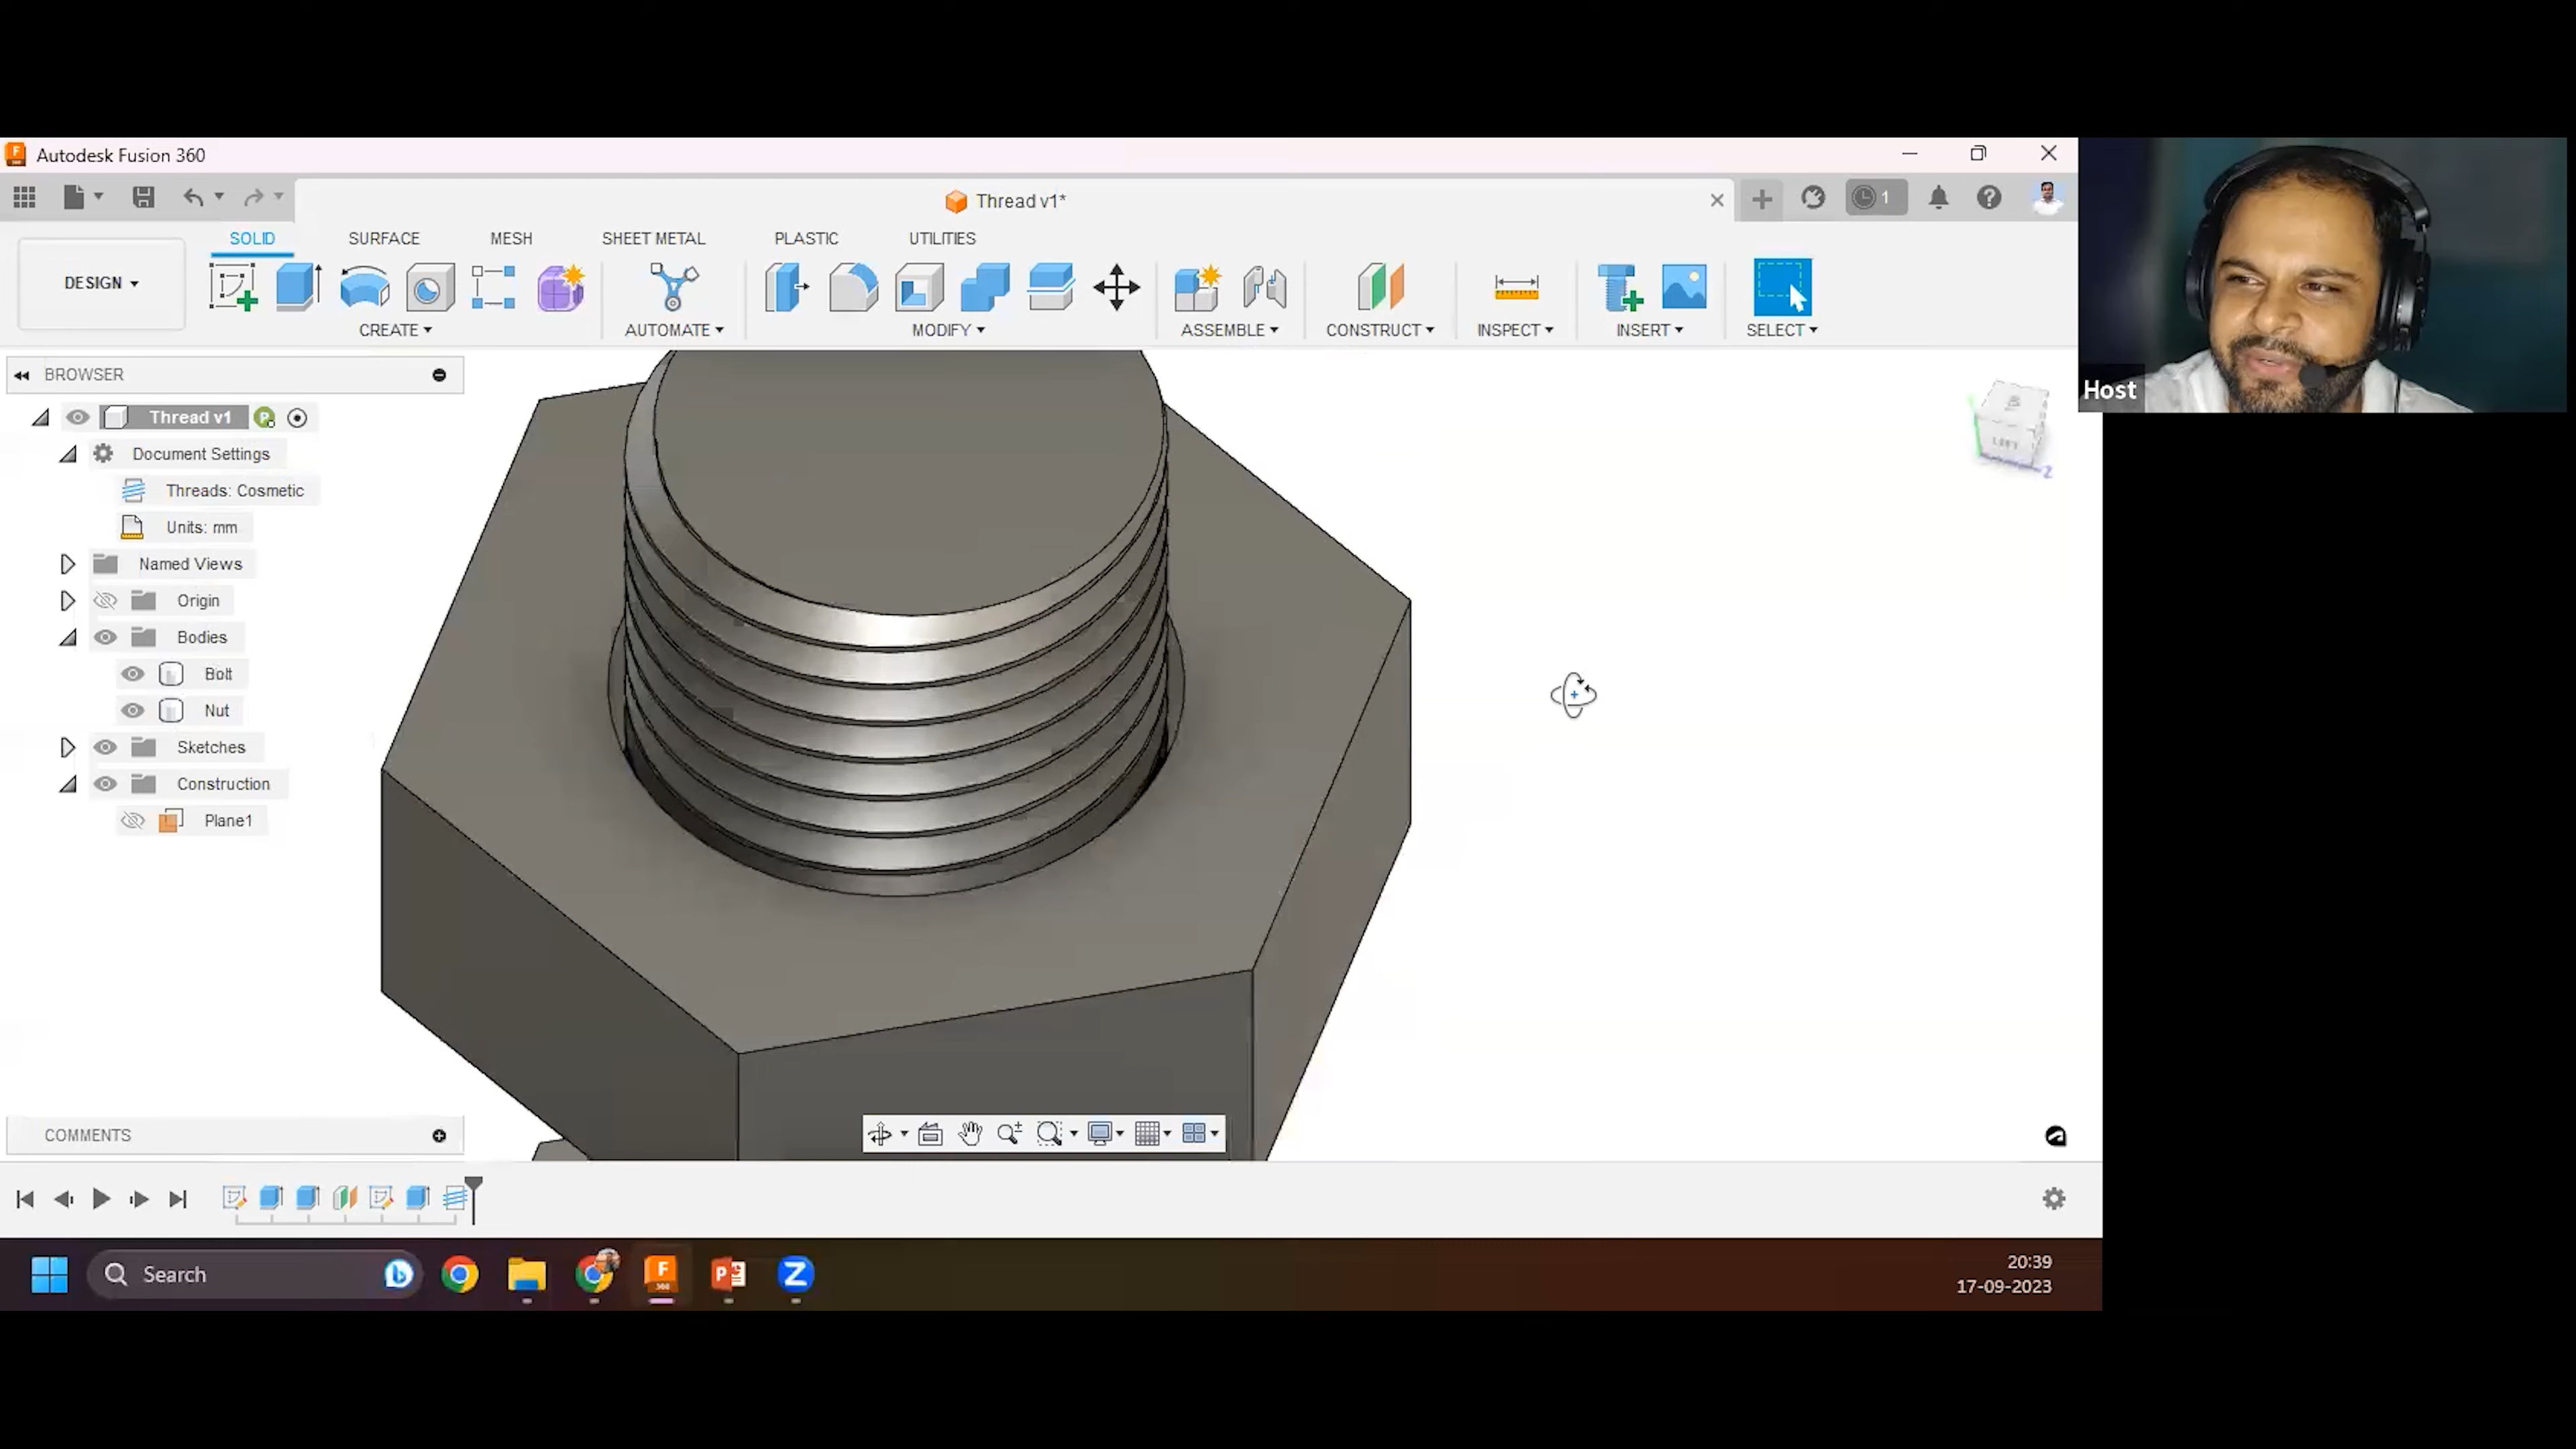 Autodesk Fusion 360
Thread v1*
1
DESIGN
SOLID
SURFACE
MESH
SHEET METAL
PLASTIC
UTILITIES
CREATE
AUTOMATE
MODIFY
ASSEMBLE
CONSTRUCT
INSPECT
INSERT
SELECT
Host
BROWSER
Thread v1
Document Settings
Threads: Cosmetic
Units: mm
Named Views
Origin
Bodies
Bolt
Nut
Sketches
Construction
Plane1
LEFT
Z
COMMENTS
Search
20:39
17-09-2023